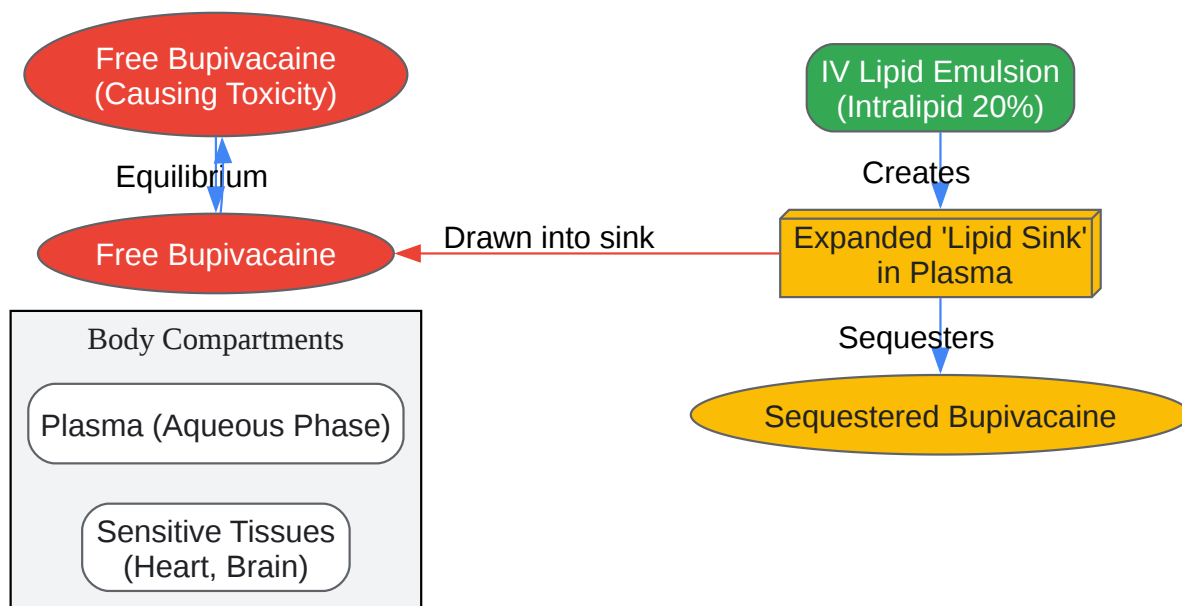 Free Bupivacaine
(Causing Toxicity)
IV Lipid Emulsion
(Intralipid 20%)
Equilibrium
Creates
Free Bupivacaine
Drawn into sink
Expanded 'Lipid Sink'
in Plasma
Body Compartments
Sequesters
Plasma (Aqueous Phase)
Sequestered Bupivacaine
Sensitive Tissues
(Heart, Brain)